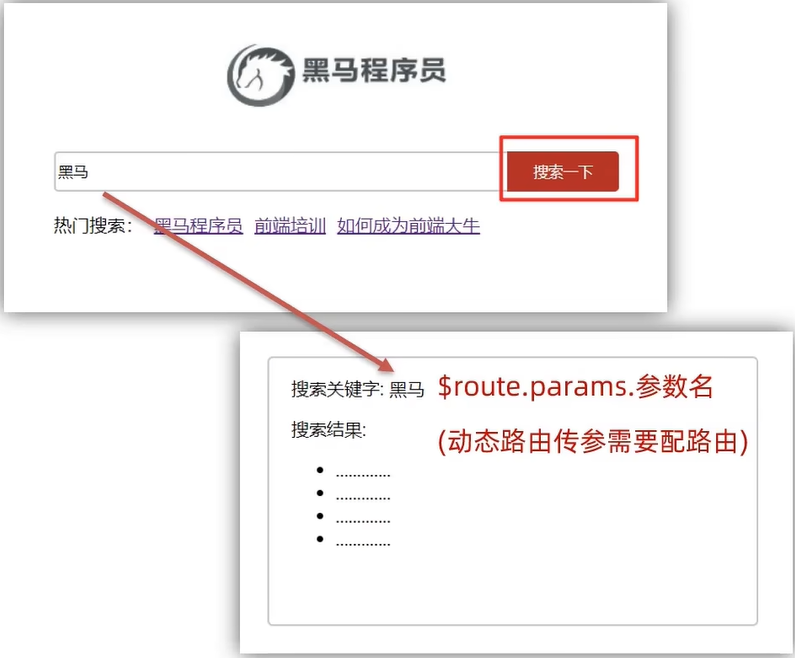 黑马程序员
黑马 搜索一下
热门搜索： 黑马程序员 前端培训 如何成为前端大牛
搜索关键字: 黑马 $route.params.参数名
搜索结果: (动态路由传参需要配路由)
.............
.............
.............
.............